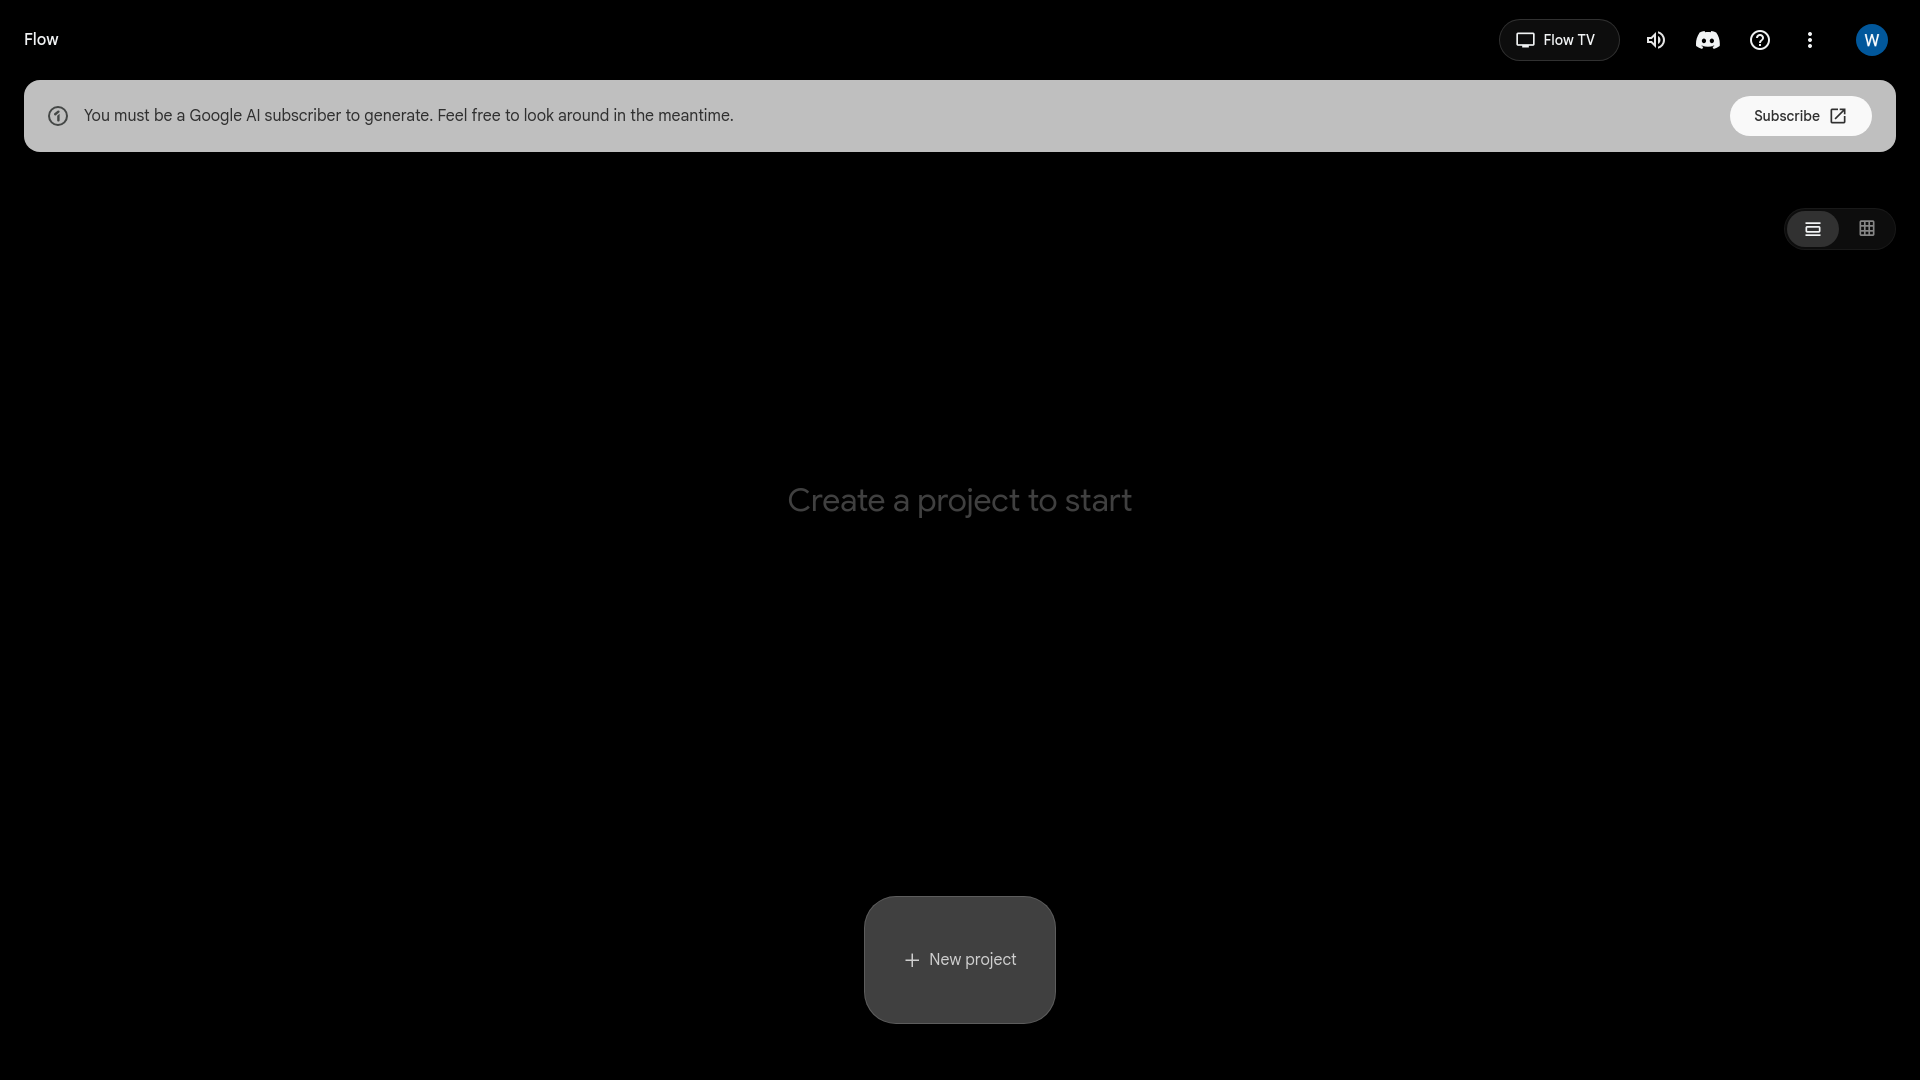 Flow
Flow TV
W
You must be a Google AI subscriber to generate. Feel free to look around in the meantime.
Subscribe
Create a project to start
New project